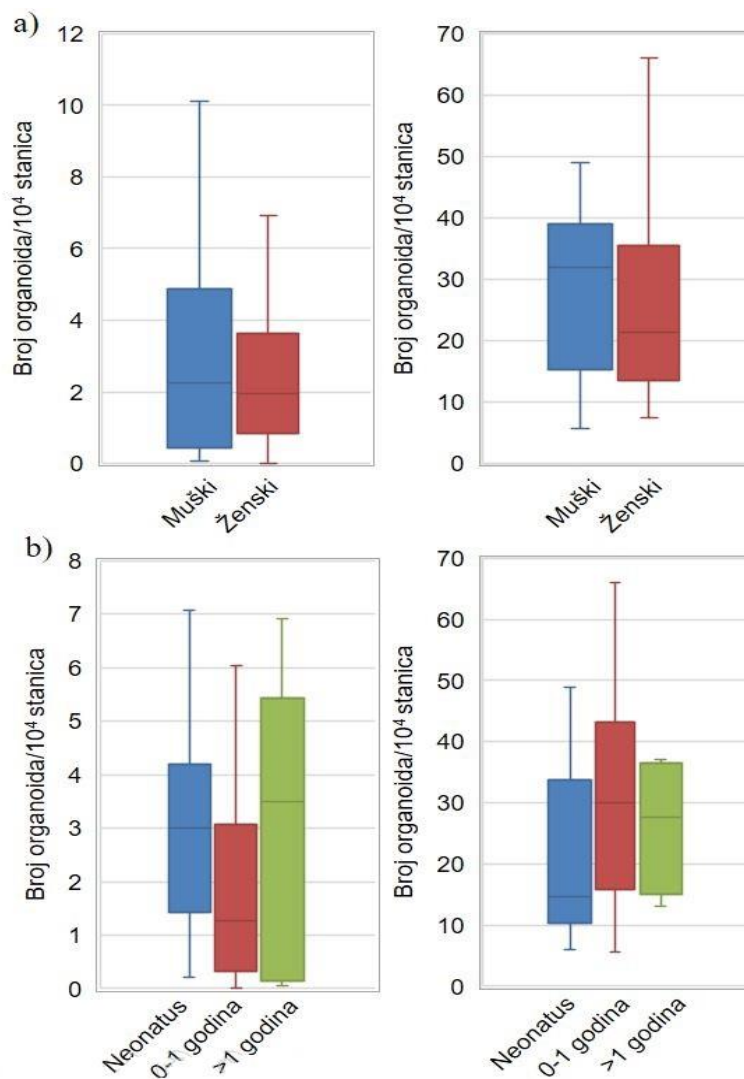 a)
Broj organoida/10⁴ stanica
12
10
8
6
4
2
0
Muški
Ženski
Broj organoida/10⁴ stanica
70
60
50
40
30
20
10
0
Muški
Ženski
b)
Broj organoida/10⁴ stanica
8
7
6
5
4
3
2
1
0
Neonatus
0-1 godina
>1 godina
Broj organoida/10⁴ stanica
70
60
50
40
30
20
10
0
Neonatus
0-1 godina
>1 godina